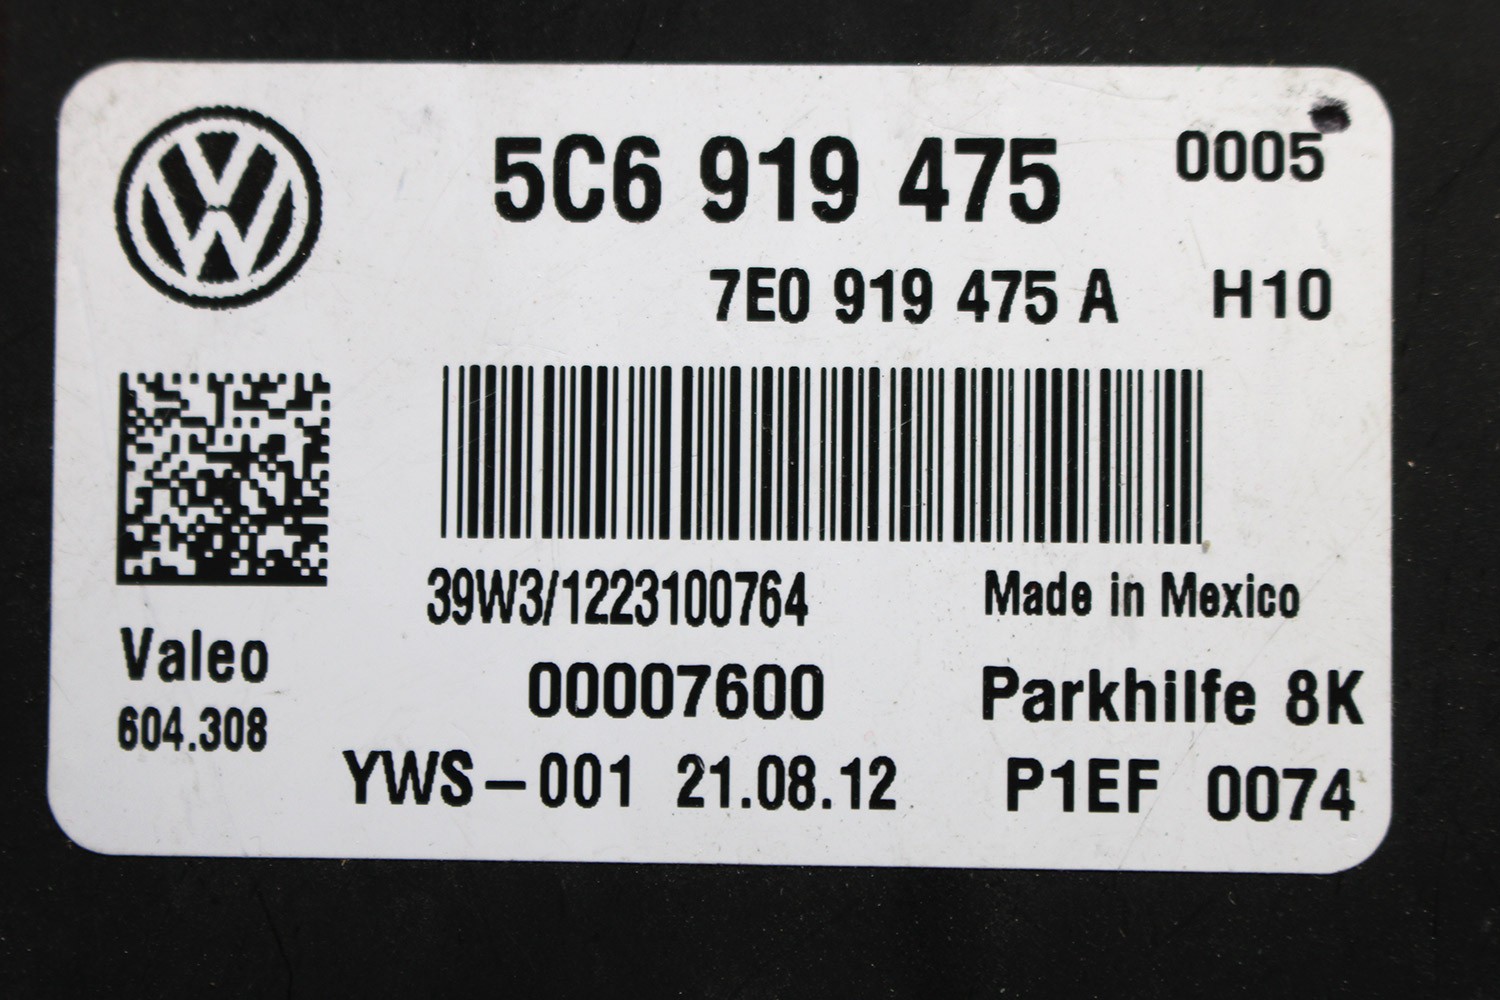 5C6 919 475 0005
7E0 919 475 A H10
39W3/1223100764 Made in Mexico
Valeo 00007600 Parkhilfe 8K
604.308
YWS-001 21.08.12 P1EF 0074